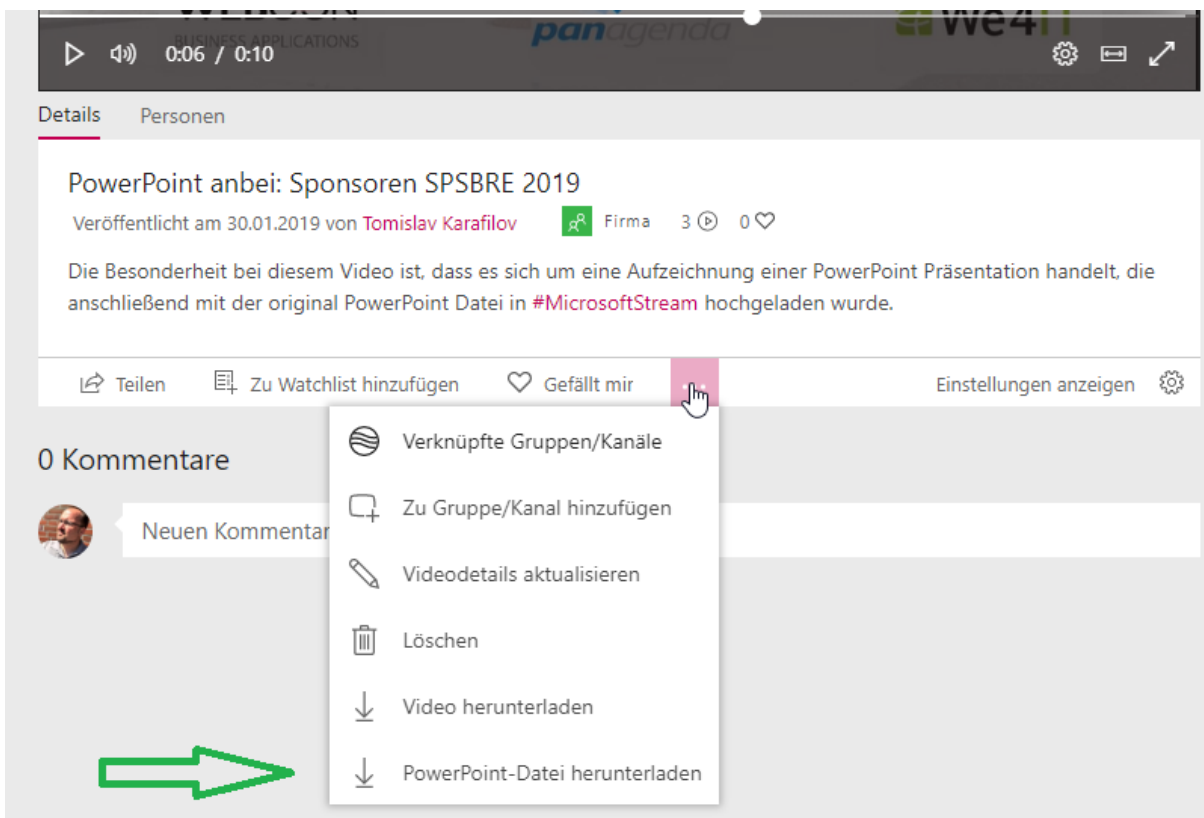 WEBCON
BUSINESS APPLICATIONS
panagenda
We4IT
0:06 / 0:10
Details Personen
PowerPoint anbei: Sponsoren SPSBRE 2019
Veröffentlicht am 30.01.2019 von Tomislav Karafilov Firma 3 0
Die Besonderheit bei diesem Video ist, dass es sich um eine Aufzeichnung einer PowerPoint Präsentation handelt, die
anschließend mit der original PowerPoint Datei in #MicrosoftStream hochgeladen wurde.
Teilen Zu Watchlist hinzufügen Gefällt mir ... Einstellungen anzeigen
Verknüpfte Gruppen/Kanäle
0 Kommentare
Zu Gruppe/Kanal hinzufügen
Neuen Kommentar
Videodetails aktualisieren
Löschen
Video herunterladen
PowerPoint-Datei herunterladen